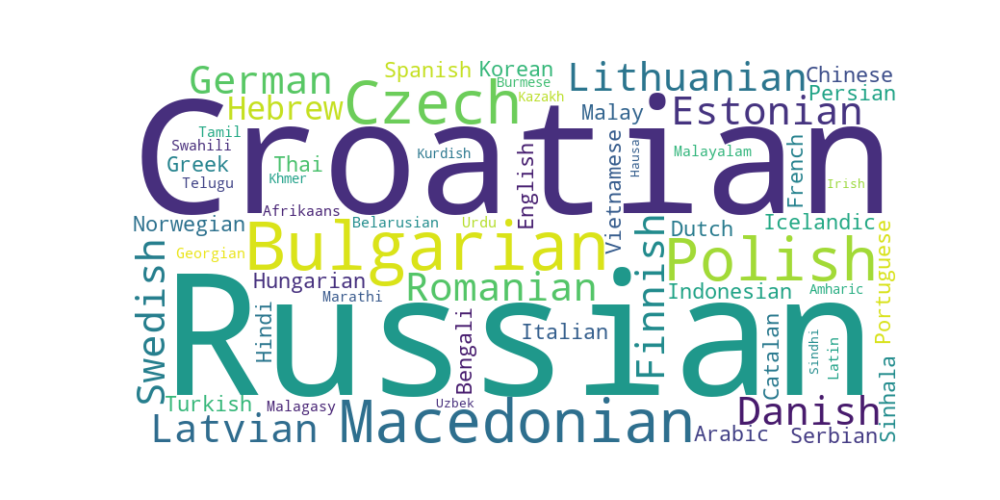 German
Spanish
Korean
Burmese
Kazakh
Lithuanian
Chinese
Persian
Hebrew
Czech
Malay
Estonian
Croatian
Tamil
Swahili
Greek
Telugu
Thai
Khmer
Kurdish
English
Vietnamese
Hausa
Malayalam
French
Irish
Afrikaans
Norwegian
Belarusian
Urdu
Dutch
Icelandic
Georgian
Bulgarian
Polish
Portuguese
Swedish
Hungarian
Marathi
Romanian
Finnish
Indonesian
Amharic
Russian
Hindi
Bengali
Italian
Catalan
Sindhi
Latin
Sinhala
Turkish
Malagasy
Uzbek
Latvian
Macedonian
Danish
Arabic
Serbian